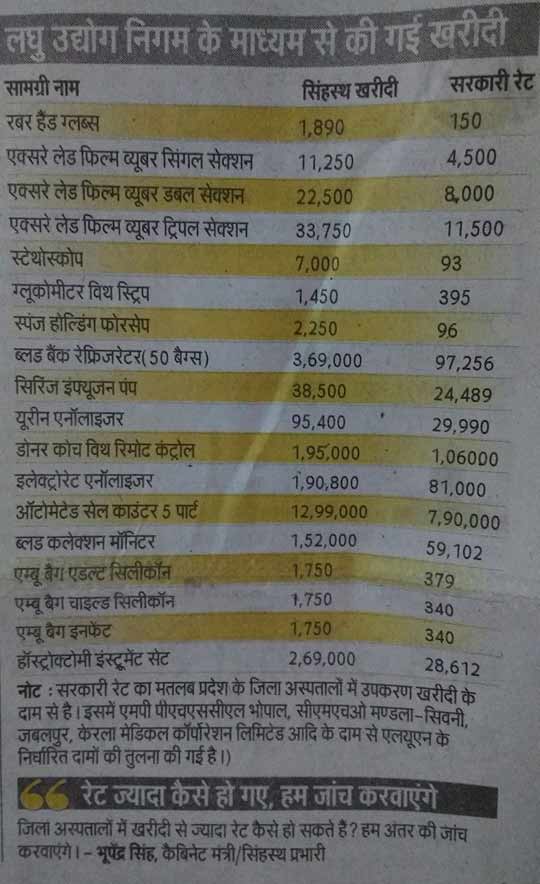 लघु उद्योग निगम के माध्यम से की गई खरीदी
सामग्री नाम सिंहस्थ खरीदी सरकारी रेट
रबर हैंड ग्लब्स 1,890 150
एक्सरे लेड फिल्म व्यूबर सिंगल सेक्शन 11,250 4,500
एक्सरे लेड फिल्म व्यूबर डबल सेक्शन 22,500 8,000
एक्सरे लेड फिल्म व्यूबर ट्रिपल सेक्शन 33,750 11,500
स्टेथोस्कोप 7,000 93
ग्लूकोमीटर विथ स्ट्रिप 1,450 395
स्पंज होल्डिंग फोरसेप 2,250 96
ब्लड बैंक रेफ्रिजरेटर(50 बैग्स) 3,69,000 97,256
सिरिंज इंफ्यूजन पंप 38,500 24,489
यूरीन एनॉलाइजर 95,400 29,990
डोनर कोच विथ रिमोट कंट्रोल 1,95,000 1,06000
इलेक्ट्रोरेट एनॉलाइजर 1,90,800 81,000
ऑटोमेटेड सेल काउंटर 5 पार्ट 12,99,000 7,90,000
ब्लड कलेक्शन मॉनिटर 1,52,000 59,102
एम्बू बैग एडल्ट सिलीकॉन 1,750 379
एम्बू बैग चाइल्ड सिलीकॉन 1,750 340
एम्बू बैग इनफेंट 1,750 340
हॉस्ट्रोक्टोमी इंस्ट्रूमेंट सेट 2,69,000 28,612
नोट : सरकारी रेट का मतलब प्रदेश के जिला अस्पतालों में उपकरण खरीदी के
दाम से है। इसमें एमपी पीएचएससीएल भोपाल, सीएमएचओ मण्डला-सिवनी,
जबलपुर, केरला मेडिकल कॉर्पोरेशन लिमिटेड आदि के दाम से एलयूएन के
निर्धारित दामों की तुलना की गई है।)
रेट ज्यादा कैसे हो गए, हम जांच करवाएंगे
जिला अस्पतालों में खरीदी से ज्यादा रेट कैसे हो सकते हैं? हम अंतर की जांच
करवाएंगे। – भूपेंद्र सिंह, कैबिनेट मंत्री/सिंहस्थ प्रभारी